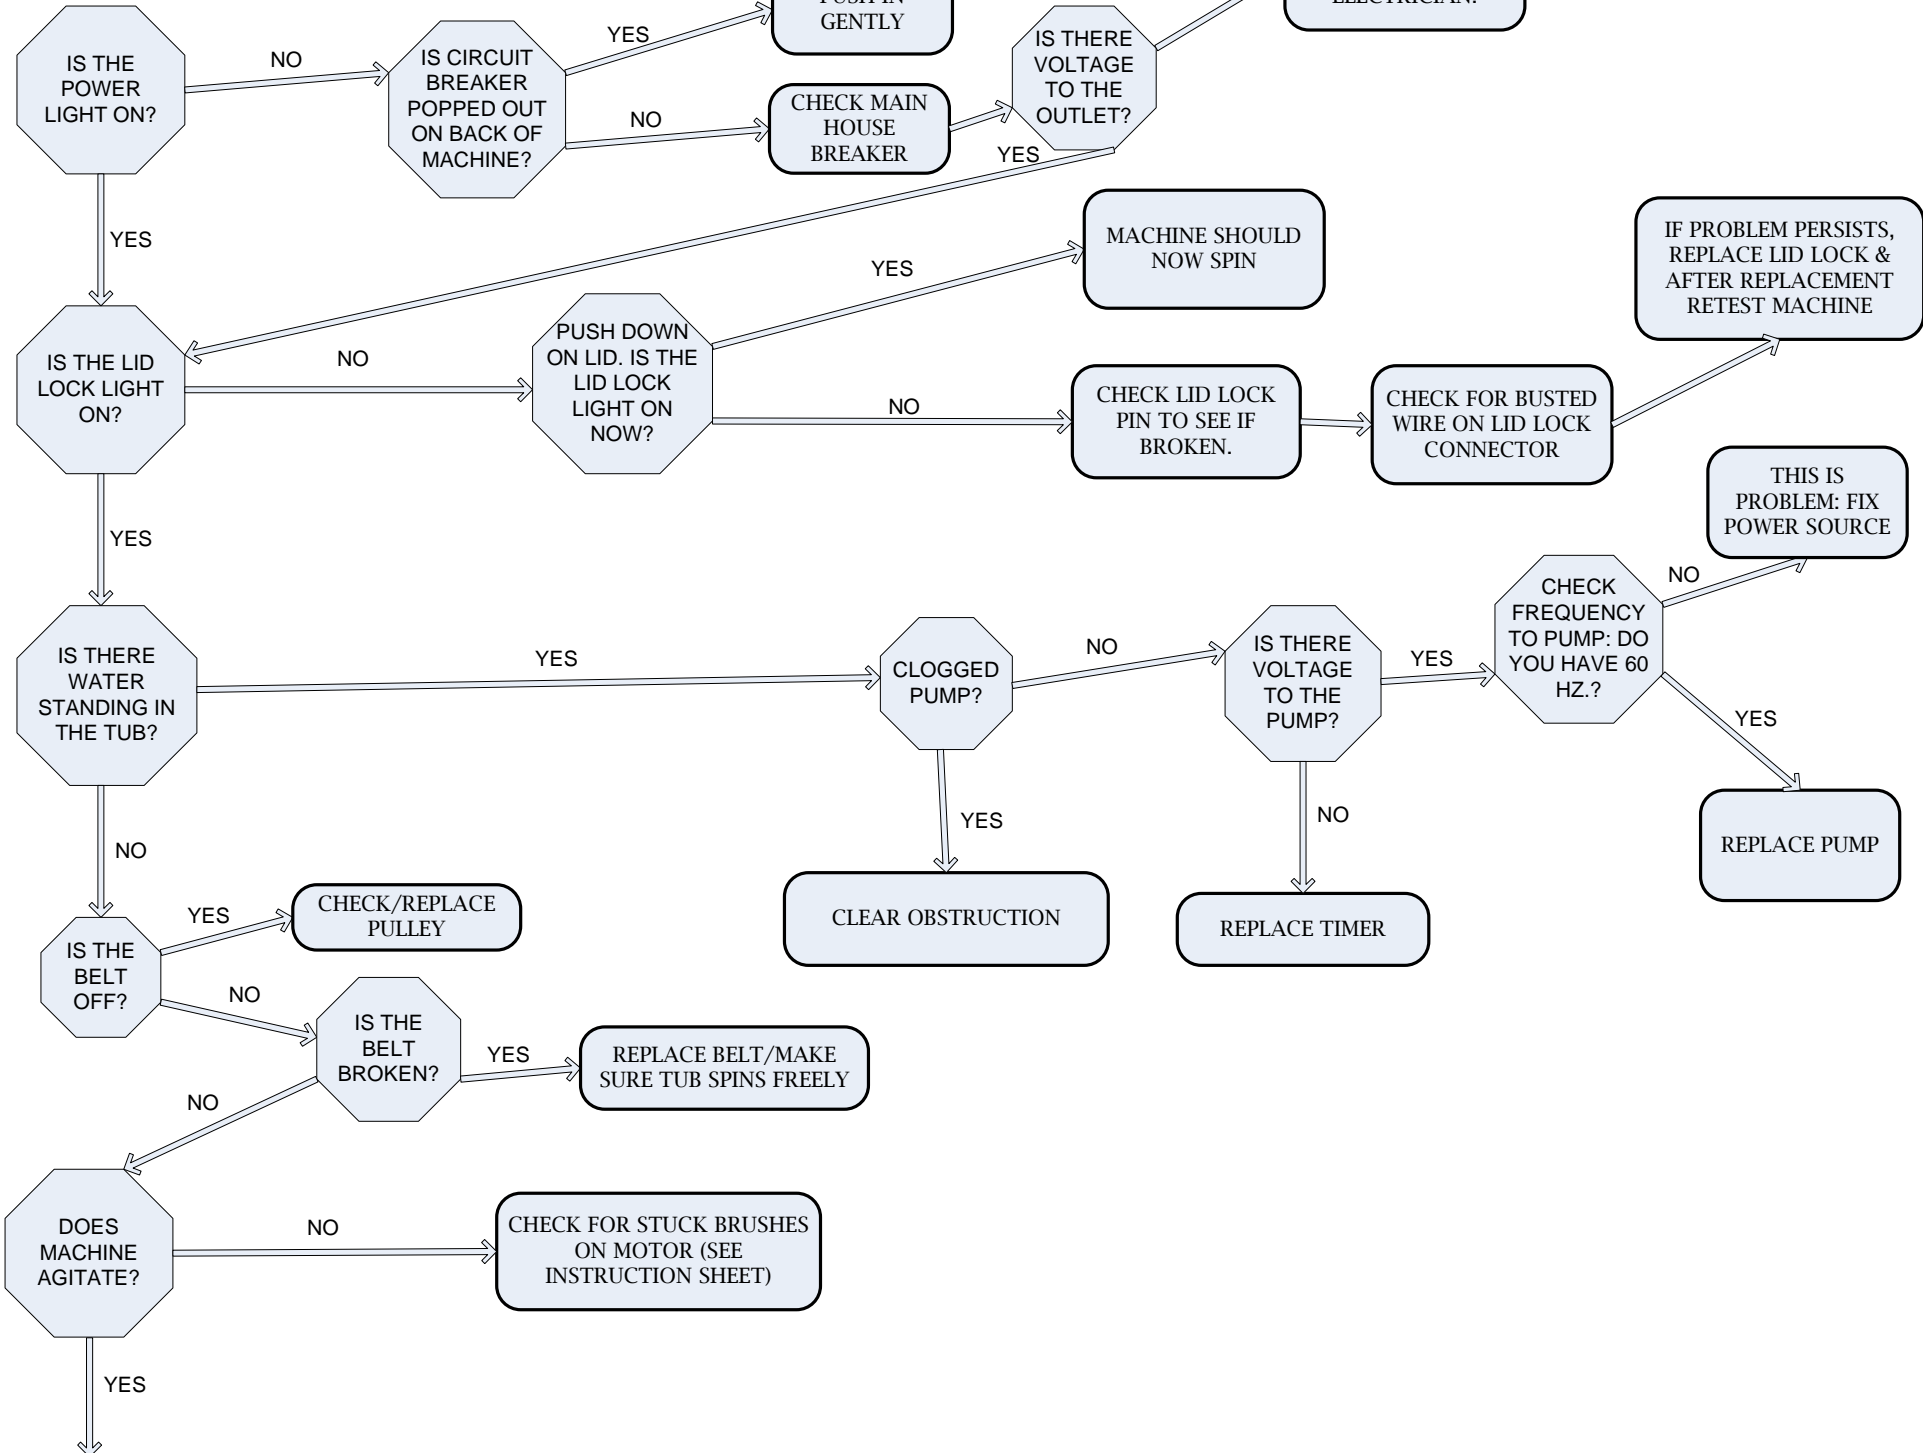 PUSH IN
GENTLY
ELECTRICIAN.
IS THE
POWER
LIGHT ON?
NO
IS CIRCUIT
BREAKER
POPPED OUT
ON BACK OF
MACHINE?
YES
NO
CHECK MAIN
HOUSE
BREAKER
IS THERE
VOLTAGE
TO THE
OUTLET?
YES
YES
IS THE LID
LOCK LIGHT
ON?
NO
PUSH DOWN
ON LID. IS THE
LID LOCK
LIGHT ON
NOW?
YES
MACHINE SHOULD
NOW SPIN
NO
CHECK LID LOCK
PIN TO SEE IF
BROKEN.
CHECK FOR BUSTED
WIRE ON LID LOCK
CONNECTOR
IF PROBLEM PERSISTS,
REPLACE LID LOCK &
AFTER REPLACEMENT
RETEST MACHINE
YES
IS THERE
WATER
STANDING IN
THE TUB?
YES
CLOGGED
PUMP?
NO
IS THERE
VOLTAGE
TO THE
PUMP?
YES
CHECK
FREQUENCY
TO PUMP: DO
YOU HAVE 60
HZ.?
NO
THIS IS
PROBLEM: FIX
POWER SOURCE
YES
REPLACE PUMP
YES
CLEAR OBSTRUCTION
NO
REPLACE TIMER
NO
IS THE
BELT
OFF?
YES
CHECK/REPLACE
PULLEY
NO
IS THE
BELT
BROKEN?
YES
REPLACE BELT/MAKE
SURE TUB SPINS FREELY
NO
DOES
MACHINE
AGITATE?
NO
CHECK FOR STUCK BRUSHES
ON MOTOR (SEE
INSTRUCTION SHEET)
YES